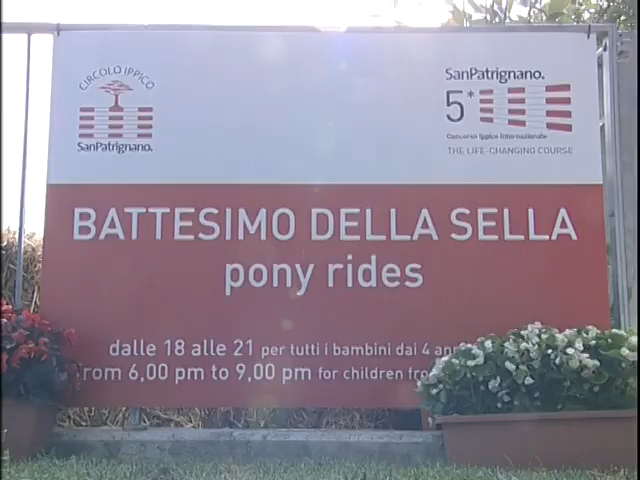 CIRCOLO IPPICO
SanPatrignano.
SanPatrignano.
5*
Concorso Ippico Internazionale
THE LIFE-CHANGING COURSE
BATTESIMO DELLA SELLA
pony rides
dalle 18 alle 21 per tutti i bambini dai 4
from 6,00 pm to 9,00 pm for children